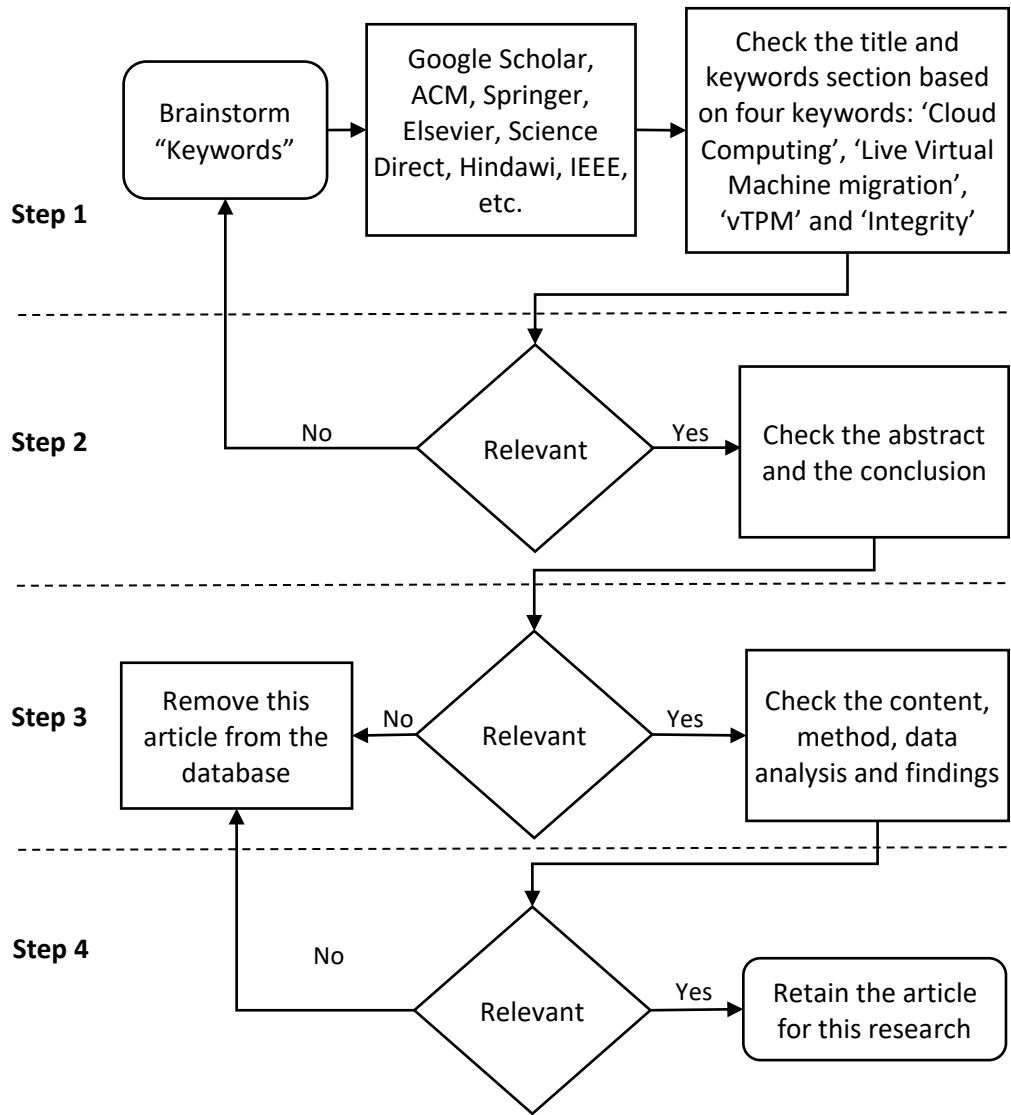 Brainstorm
“Keywords”
Google Scholar,
ACM, Springer,
Elsevier, Science
Direct, Hindawi, IEEE,
etc.
Check the title and
keywords section based
on four keywords: ‘Cloud
Computing’, ‘Live Virtual
Machine migration’,
‘vTPM’ and ‘Integrity’
Step 1
Step 2
No
Relevant
Yes
Check the abstract
and the conclusion
Step 3
Remove this
article from the
database
No
Relevant
Yes
Check the content,
method, data
analysis and findings
Step 4
No
Relevant
Yes
Retain the article
for this research